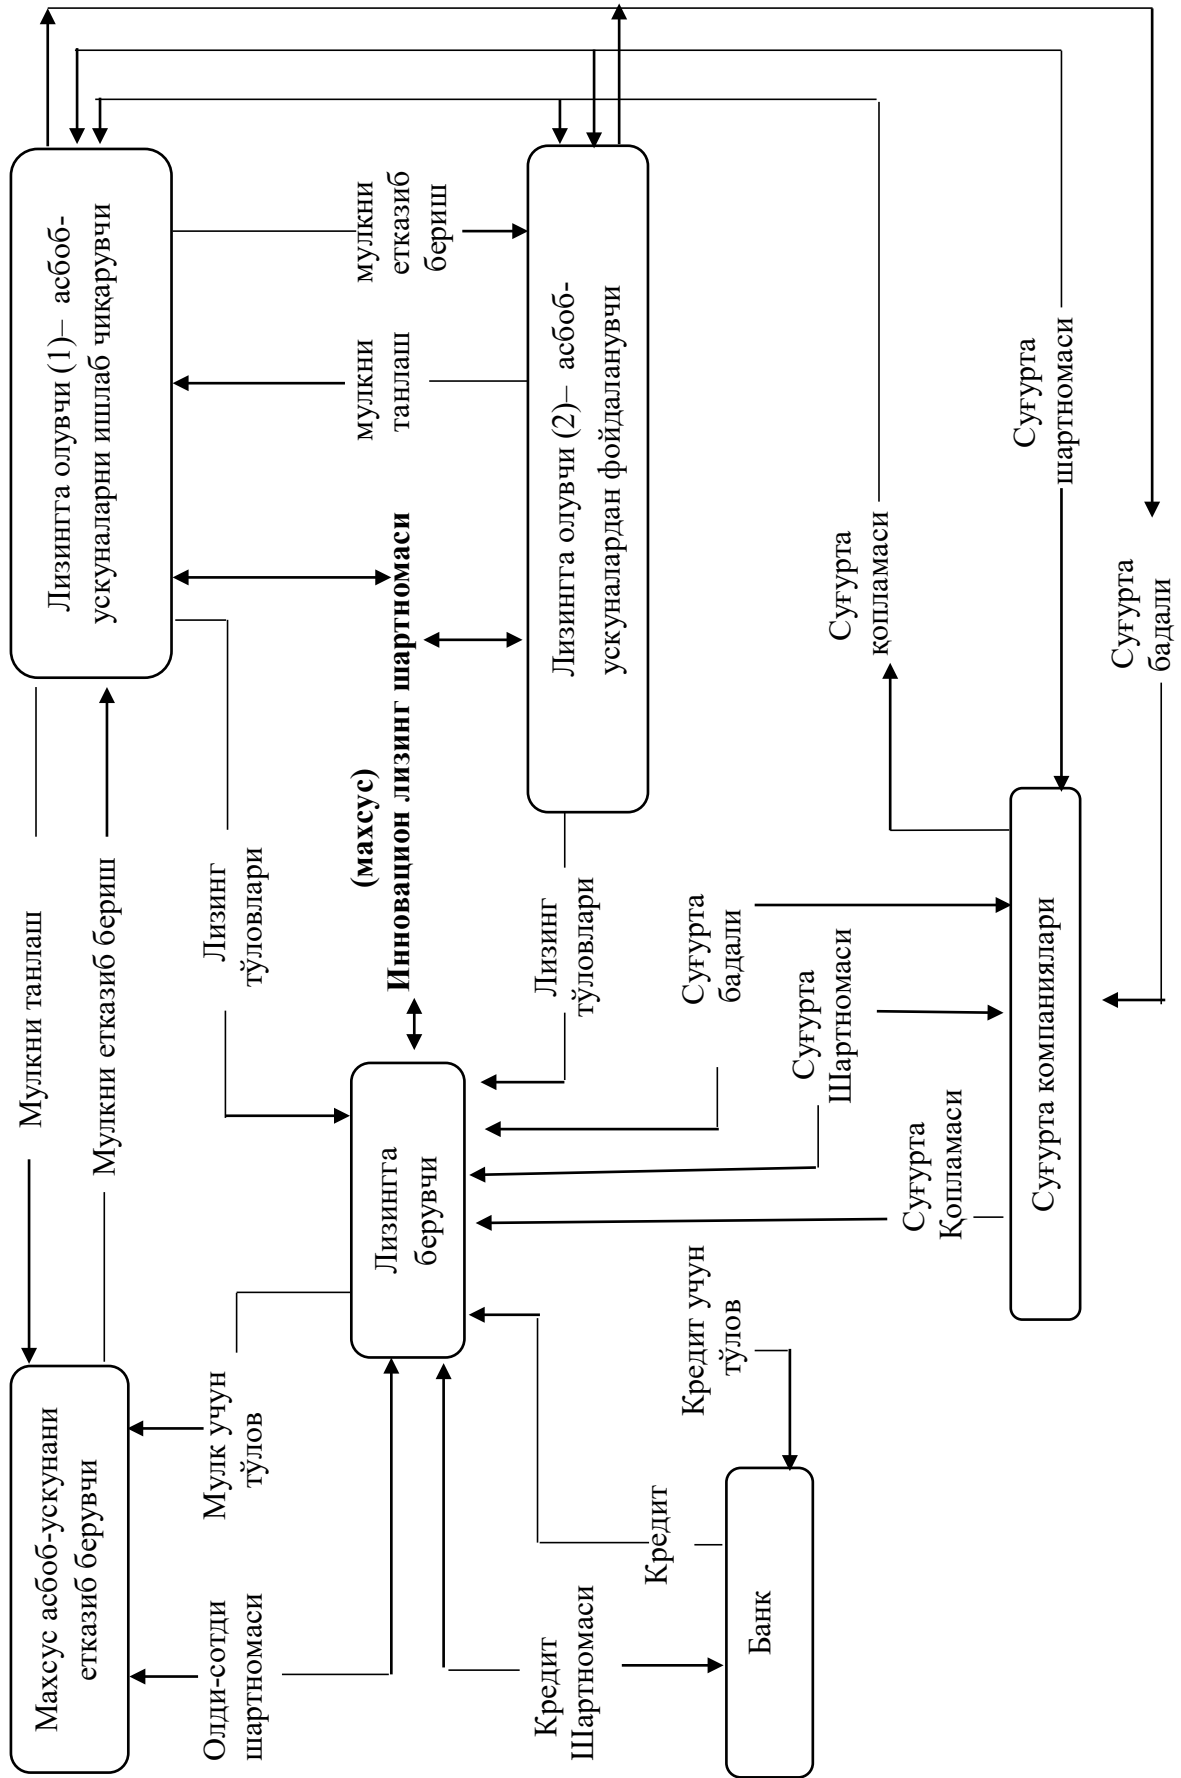 Махсус асбоб-ускунани
етказиб берувчи
Мулкни танлаш
Мулкни етказиб бериш
Лизингга олувчи (1)– асбоб-
ускуналарни ишлаб чиқарувчи
Олди-сотди
шартномаси
Мулк учун
тўлов
Лизинг
тўловлари
мулкни
танлаш
мулкни
етказиб
бериш
Лизингга
берувчи
(махсус)
Инновацион лизинг шартномаси
Лизингга олувчи (2)– асбоб-
ускуналардан фойдаланувчи
Кредит
Шартномаси
Кредит
Кредит учун
тўлов
Лизинг
тўловлари
Суғурта
бадали
Суғурта
Шартномаси
Суғурта
Қопламаси
Суғурта
қопламаси
Суғурта
шартномаси
Суғурта
бадали
Банк
Суғурта компаниялари